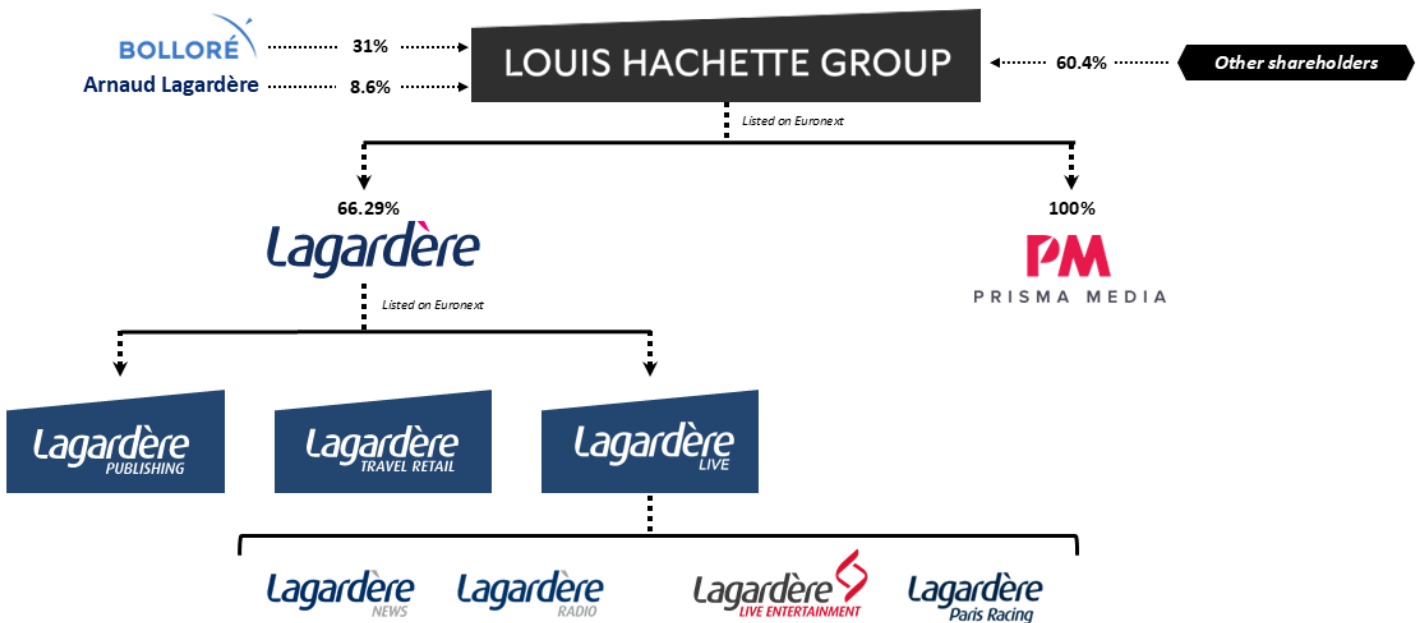 BOLLORÉ
31%
LOUIS HACHETTE GROUP
60.4%
Other shareholders
Arnaud Lagardère
8.6%
Listed on Euronext
66.29%
100%
Lagardère
PM
PRISMA MEDIA
Listed on Euronext
Lagardère
PUBLISHING
Lagardère
TRAVEL RETAIL
Lagardère
LIVE
Lagardère
NEWS
Lagardère
RADIO
Lagardère
LIVE ENTERTAINMENT
Lagardère
Paris Racing